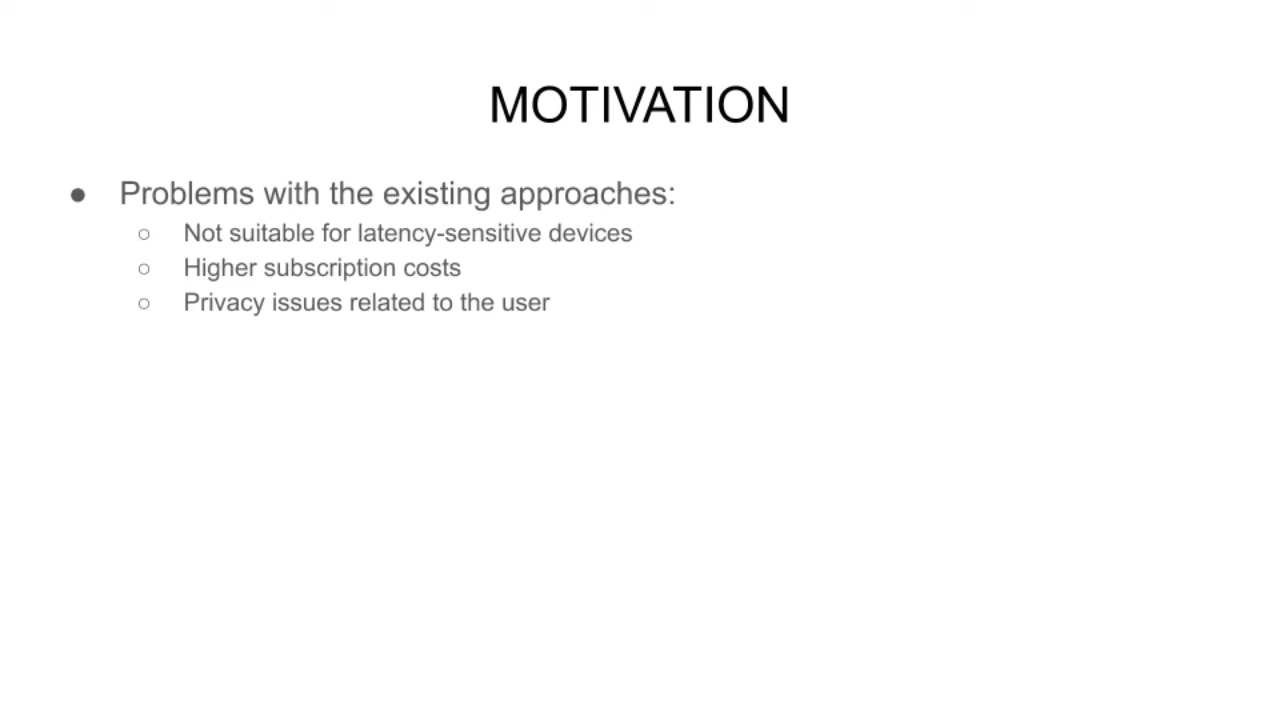 MOTIVATION
● Problems with the existing approaches:
○ Not suitable for latency-sensitive devices
○ Higher subscription costs
○ Privacy issues related to the user